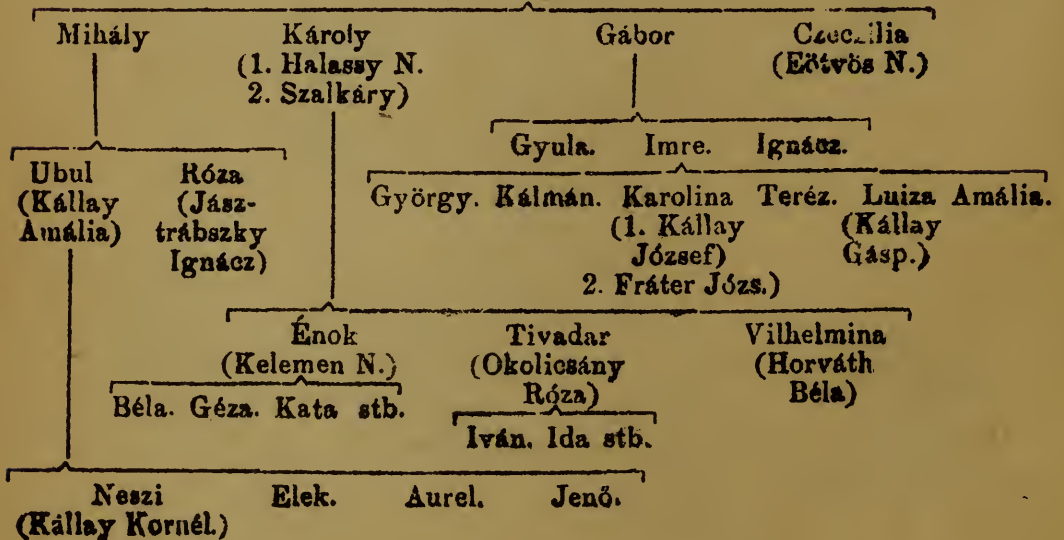 Mihály Károly Gábor Czeczilia
(1. Halassy N. (Eötvös N.)
2. Szalkáry)
Gyula. Imre. Ignácz.
Ubul Róza
György. Kálmán. Karolina Teréz. Luiza Amália.
(Kállay (Jász- (1. Kállay (Kállay
Amália) trábszky József) Gásp.)
Ignácz) 2. Fráter Józs.)
Énok Tivadar Vilhelmina
(Kelemen N.) (Okolicsány (Horváth
Róza) Béla)
Béla. Géza. Kata stb.
Iván. Ida stb.
Neszi Elek. Aurel. Jenő.
(Kállay Kornél.)